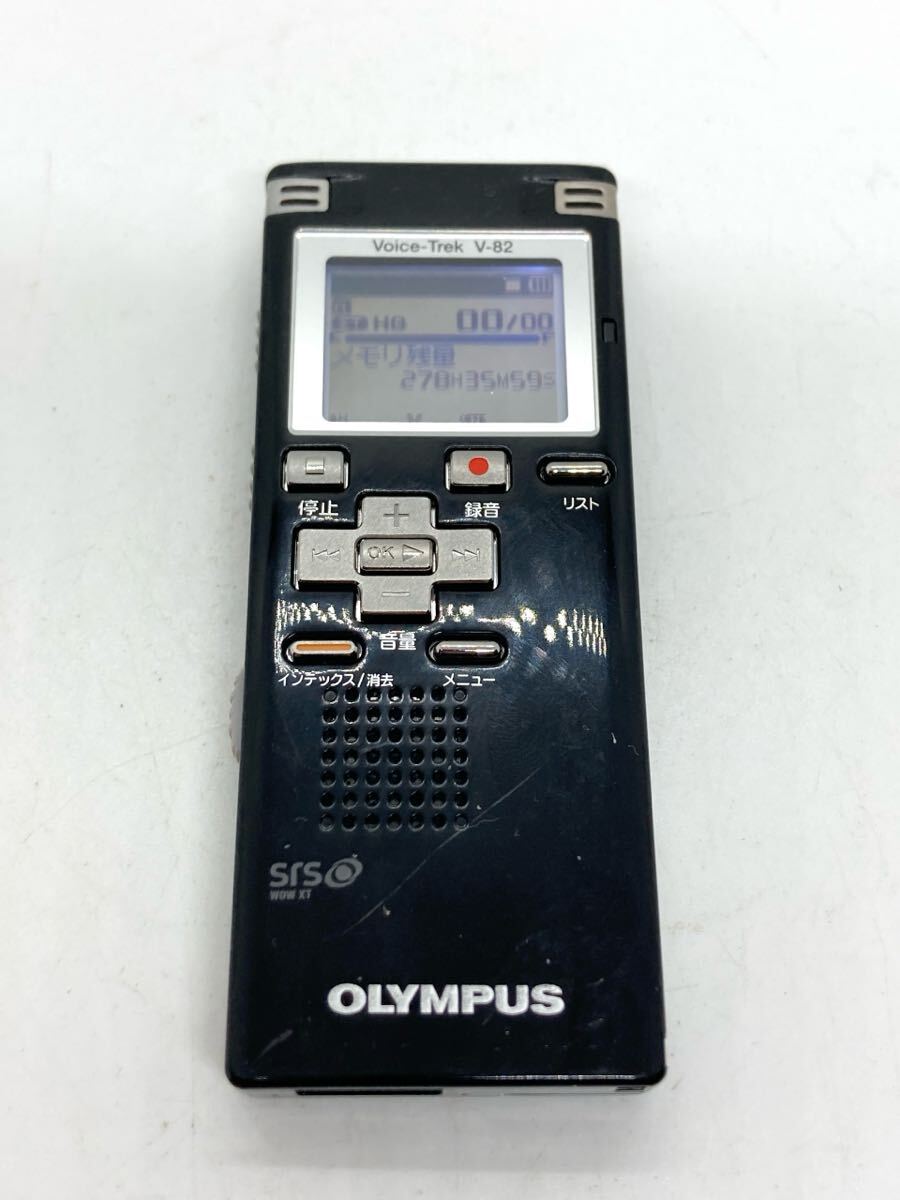 Voice-Trek V-82
HQ 00/00
E F
メモリ残量
278H35M59S
停止
録音
リスト
+
OK
−
音量
インデックス/消去
メニュー
SRS
WOW XT
OLYMPUS